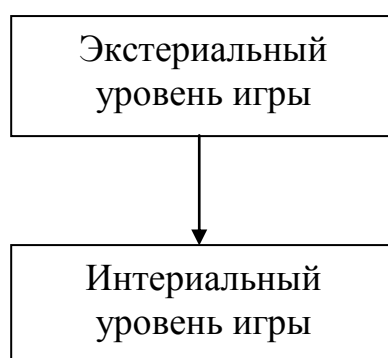 Экстериальный
уровень игры
Интериальный
уровень игры